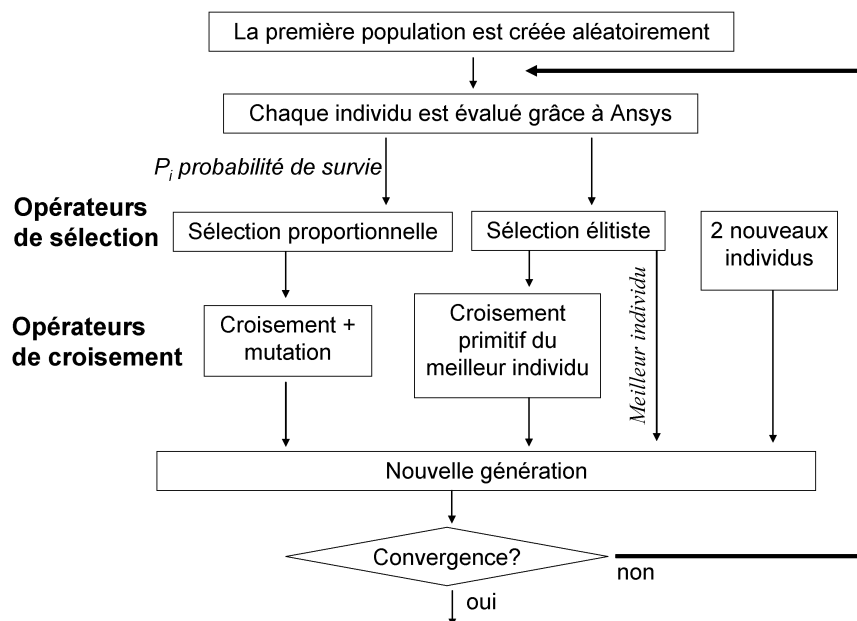 La première population est créée aléatoirement
Chaque individu est évalué grâce à Ansys
Pi probabilité de survie
Opérateurs
de sélection
Sélection proportionnelle
Sélection élitiste
2 nouveaux
individus
Opérateurs
de croisement
Croisement +
mutation
Croisement
primitif du
meilleur individu
Meilleur individu
Nouvelle génération
Convergence?
non
oui